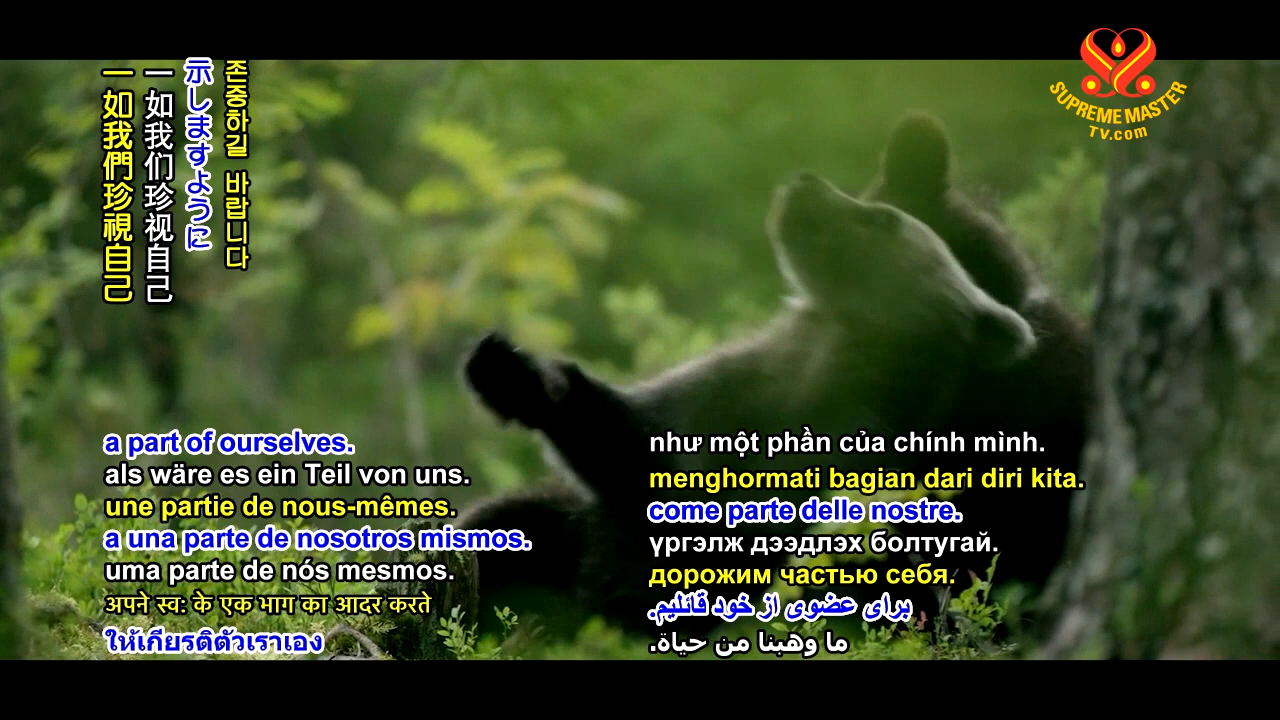 SUPREME MASTER
TV.com
존중하길 바랍니다
示しますように
一如我们珍视自己
一如我們珍視自己
a part of ourselves.
als wäre es ein Teil von uns.
une partie de nous-mêmes.
a una parte de nosotros mismos.
uma parte de nós mesmos.
अपने स्व: के एक भाग का आदर करते
ให้เกียรติตัวเราเอง
như một phần của chính mình.
menghormati bagian dari diri kita.
come parte delle nostre.
үргэлж дээдлэх болтугай.
дорожим частью себя.
برای عضوی از خود قائلیم.
ما وهبنا من حياة.